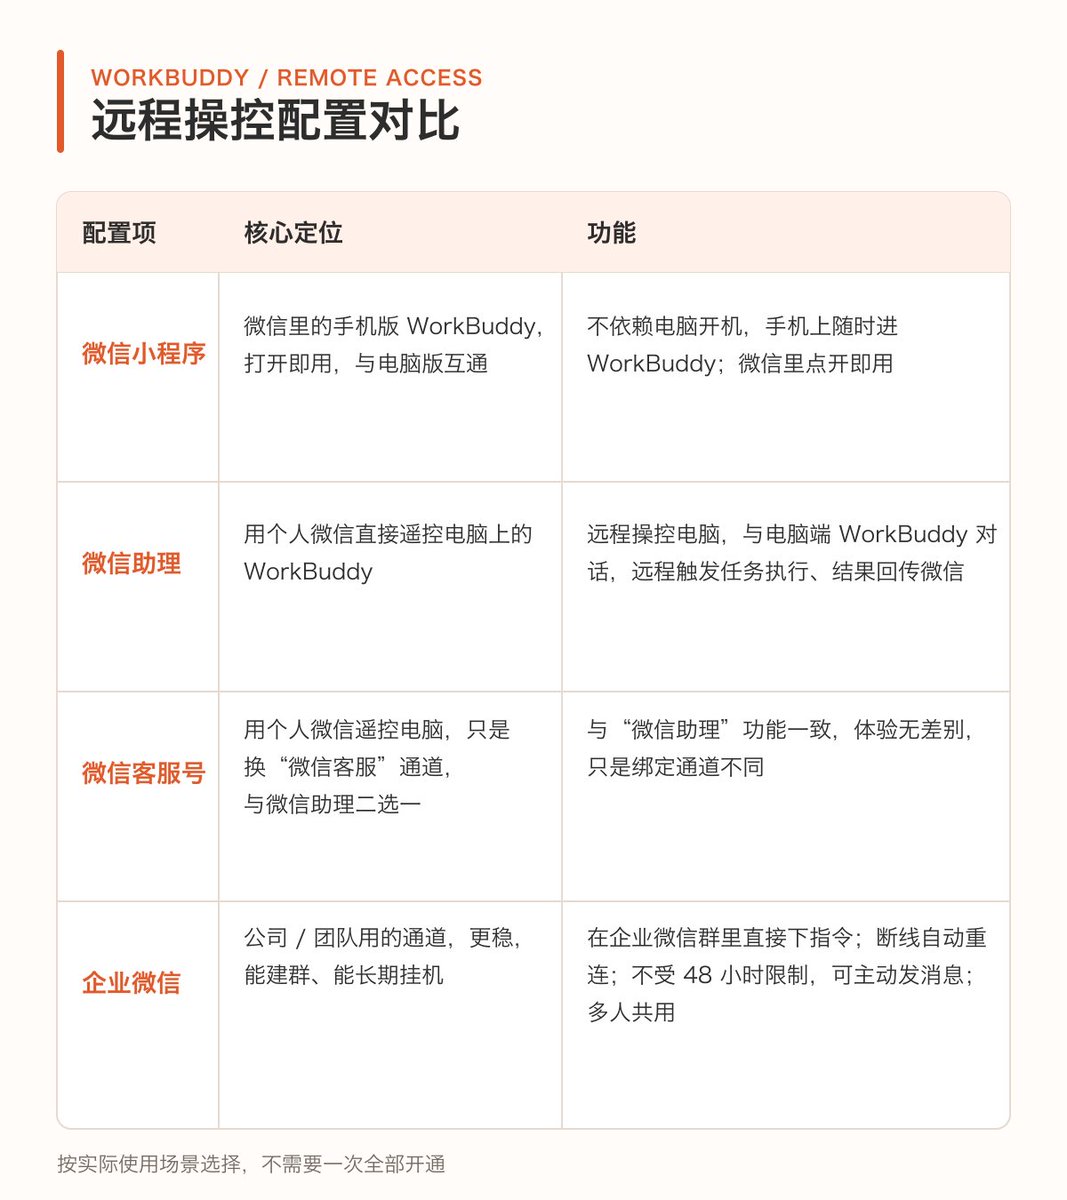 WORKBUDDY / REMOTE ACCESS
远程操控配置对比
配置项
核心定位
功能
微信小程序
微信里的手机版 WorkBuddy,
打开即用，与电脑版互通
不依赖电脑开机，手机上随时进
WorkBuddy；微信里点开即用
微信助理
用个人微信直接遥控电脑上的
WorkBuddy
远程操控电脑，与电脑端 WorkBuddy 对
话，远程触发任务执行、结果回传微信
微信客服号
用个人微信遥控电脑，只是
换“微信客服”通道，
与微信助理二选一
与“微信助理”功能一致，体验无差别，
只是绑定通道不同
企业微信
公司 / 团队用的通道，更稳，
能建群、能长期挂机
在企业微信群里直接下指令；断线自动重
连；不受 48 小时限制，可主动发消息；
多人共用
按实际使用场景选择，不需要一次全部开通